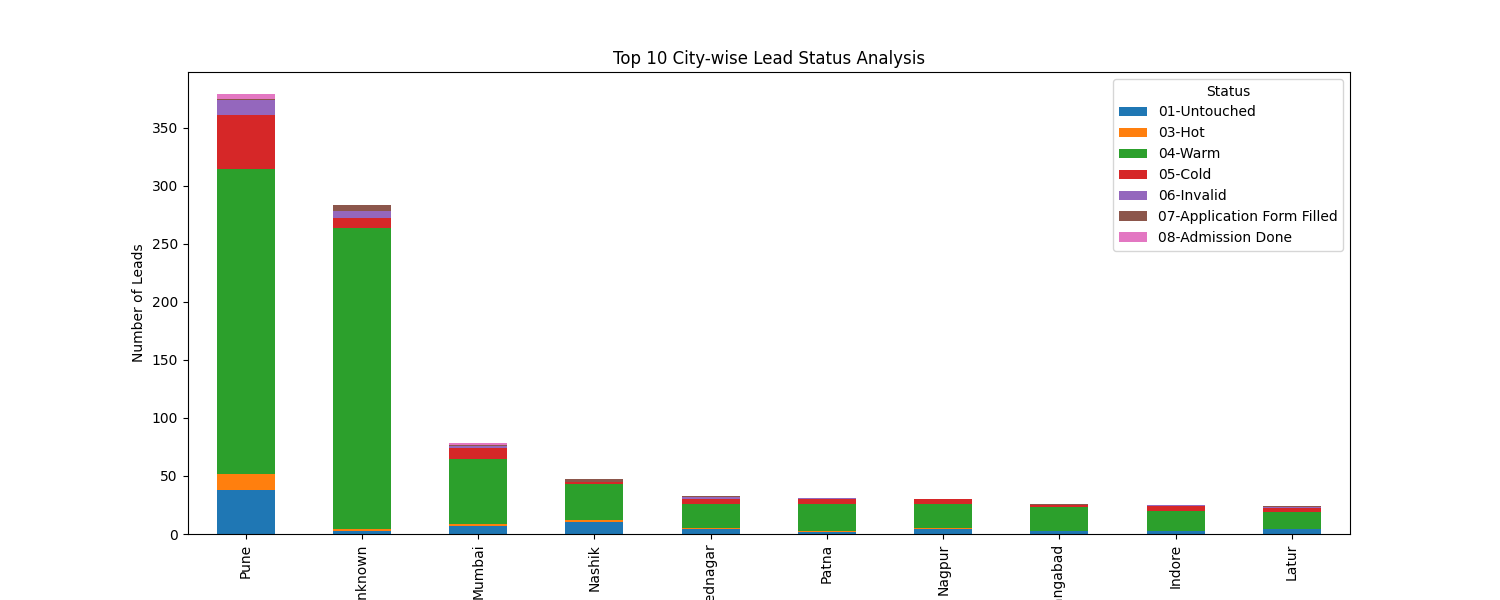 Top 10 City-wise Lead Status Analysis
Status
01-Untouched
03-Hot
04-Warm
05-Cold
06-Invalid
07-Application Form Filled
08-Admission Done
Number of Leads
350
300
250
200
150
100
50
0
Pune
nknown
Mumbai
Nashik
ednagar
Patna
Nagpur
ngabad
Indore
Latur